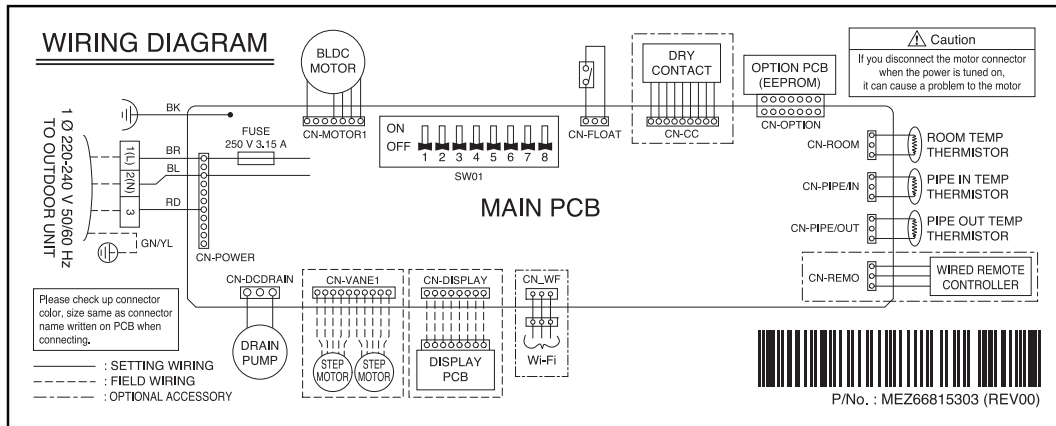 WIRING DIAGRAM
BLDC
MOTOR
CN-MOTOR1
CN-FLOAT
DRY
CONTACT
CN-CC
OPTION PCB
(EEPROM)
CN-OPTION
Caution
If you disconnect the motor connector
when the power is tuned on,
it can cause a problem to the motor
1 Ø 220-240 V 50/60 Hz
TO OUTDOOR UNIT
BK
1(L)
BR
2(N)
BL
3
RD
GN/YL
FUSE
250 V 3.15 A
CN-POWER
ON
OFF
1 2 3 4 5 6 7 8
SW01
MAIN PCB
CN-ROOM
ROOM TEMP
THERMISTOR
CN-PIPE/IN
PIPE IN TEMP
THERMISTOR
CN-PIPE/OUT
PIPE OUT TEMP
THERMISTOR
CN-REMO
WIRED REMOTE
CONTROLLER
Please check up connector
color, size same as connector
name written on PCB when
connecting.
CN-DCDRAIN
DRAIN
PUMP
CN-VANE1
STEP
MOTOR
STEP
MOTOR
CN-DISPLAY
DISPLAY
PCB
CN_WF
Wi-Fi
: SETTING WIRING
: FIELD WIRING
: OPTIONAL ACCESSORY
P/No. : MEZ66815303 (REV00)